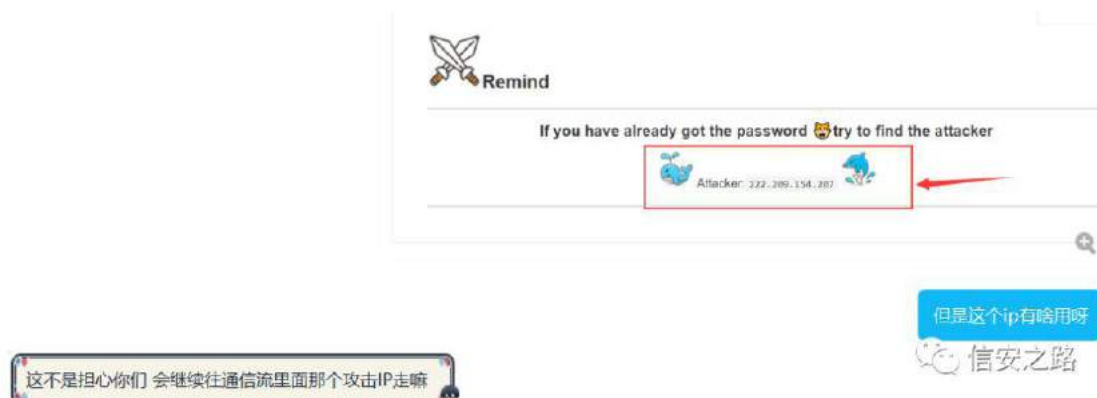 Remind
If you have already got the password 😼try to find the attacker
Attacker: 222.209.154.207
但是这个ip有啥用呀
信安之路
这不是担心你们 会继续往通信流里面那个攻击IP走嘛